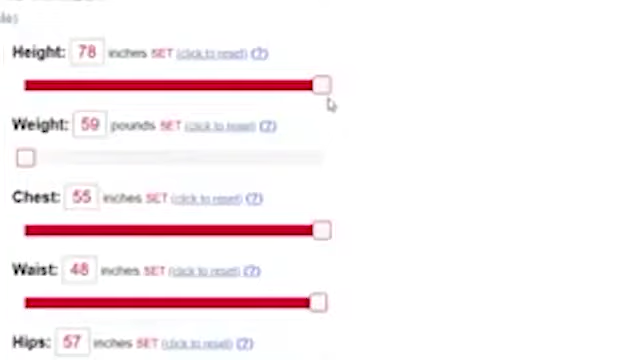 Height: 78 inches SET (click to reset) (?)
Weight: 59 pounds SET (click to reset) (?)
Chest: 55 inches SET (click to reset) (?)
Waist: 48 inches SET (click to reset) (?)
Hips: 57 inches SET (click to reset) (?)